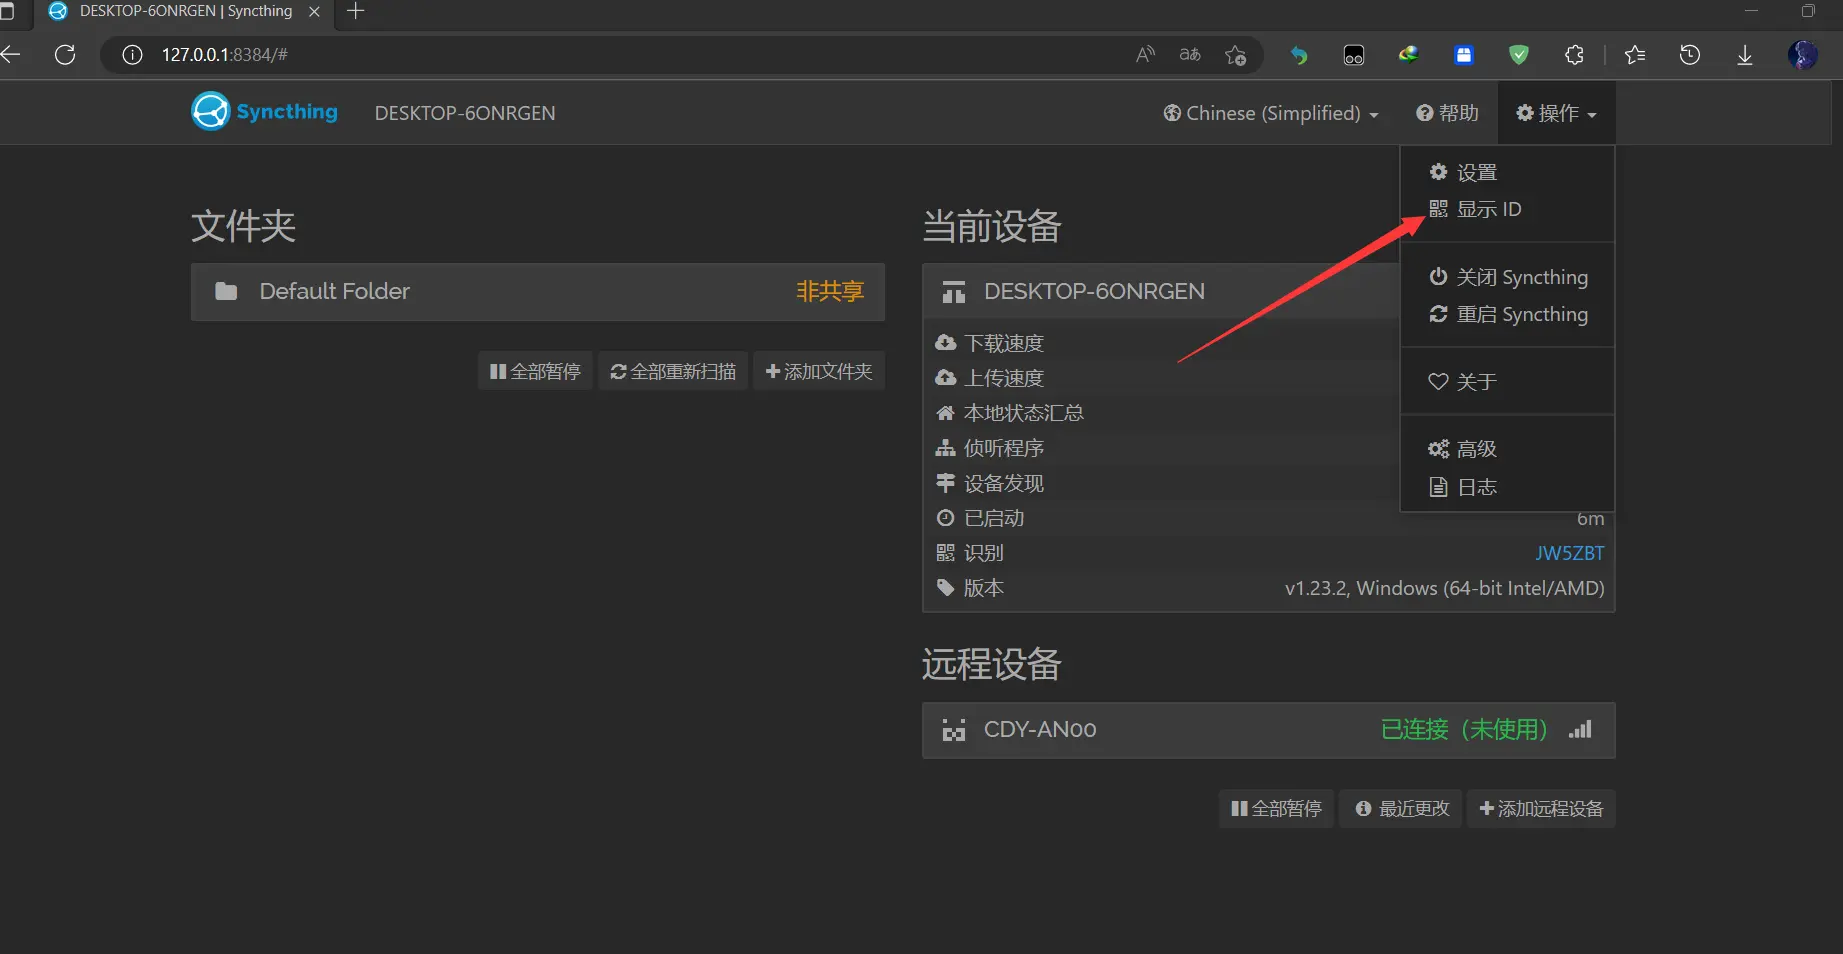 DESKTOP-6ONRGEN | Syncthing
127.0.0.1:8384/#
Syncthing
DESKTOP-6ONRGEN
Chinese (Simplified)
帮助
操作
设置
显示 ID
关闭 Syncthing
重启 Syncthing
关于
高级
日志
文件夹
Default Folder
非共享
全部暂停
全部重新扫描
添加文件夹
当前设备
DESKTOP-6ONRGEN
下载速度
上传速度
本地状态汇总
侦听程序
设备发现
已启动 6m
识别 JW5ZBT
版本 v1.23.2, Windows (64-bit Intel/AMD)
远程设备
CDY-AN00 已连接（未使用）
全部暂停
最近更改
添加远程设备